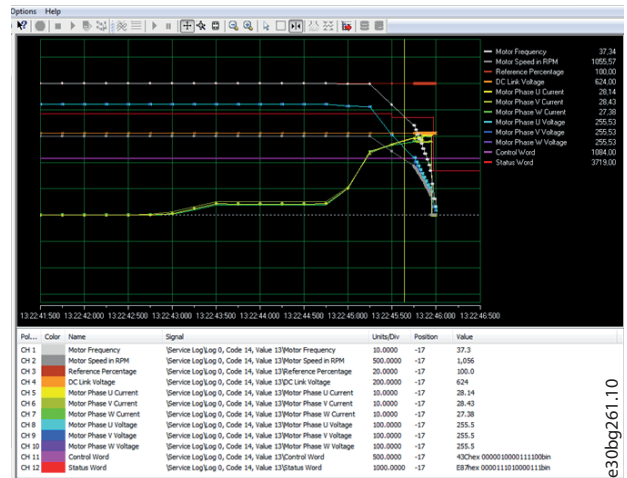 Options Help
Motor Frequency 37,34
Motor Speed in RPM 1055,57
Reference Percentage 100,00
DC Link Voltage 624,00
Motor Phase U Current 28,14
Motor Phase V Current 28,43
Motor Phase W Current 27,38
Motor Phase U Voltage 255,53
Motor Phase V Voltage 255,53
Motor Phase W Voltage 255,53
Control Word 1084,00
Status Word 3719,00
13:22:41:500 13:22:42:000 13:22:42:500 13:22:43:000 13:22:43:500 13:22:44:000 13:22:44:500 13:22:45:000 13:22:45:500 13:22:46:000 13:22:46:500
Pol... Color Name Signal Units/Div Position Value
CH 1 Motor Frequency \Service Log\Log 0, Code 14, Value 13\Motor Frequency 10.0000 -17 37.3
CH 2 Motor Speed in RPM \Service Log\Log 0, Code 14, Value 13\Motor Speed in RPM 500.0000 -17 1,056
CH 3 Reference Percentage \Service Log\Log 0, Code 14, Value 13\Reference Percentage 20.0000 -17 100.0
CH 4 DC Link Voltage \Service Log\Log 0, Code 14, Value 13\DC Link Voltage 200.0000 -17 624
CH 5 Motor Phase U Current \Service Log\Log 0, Code 14, Value 13\Motor Phase U Current 10.0000 -17 28.14
CH 6 Motor Phase V Current \Service Log\Log 0, Code 14, Value 13\Motor Phase V Current 10.0000 -17 28.43
CH 7 Motor Phase W Current \Service Log\Log 0, Code 14, Value 13\Motor Phase W Current 10.0000 -17 27.38
CH 8 Motor Phase U Voltage \Service Log\Log 0, Code 14, Value 13\Motor Phase U Voltage 100.0000 -17 255.5
CH 9 Motor Phase V Voltage \Service Log\Log 0, Code 14, Value 13\Motor Phase V Voltage 100.0000 -17 255.5
CH 10 Motor Phase W Voltage \Service Log\Log 0, Code 14, Value 13\Motor Phase W Voltage 100.0000 -17 255.5
CH 11 Control Word \Service Log\Log 0, Code 14, Value 13\Control Word 500.0000 -17 43Chex 0000010000111100bin
CH 12 Status Word \Service Log\Log 0, Code 14, Value 13\Status Word 1000.0000 -17 E87hex 0000111010000111bin
e30bg261.10